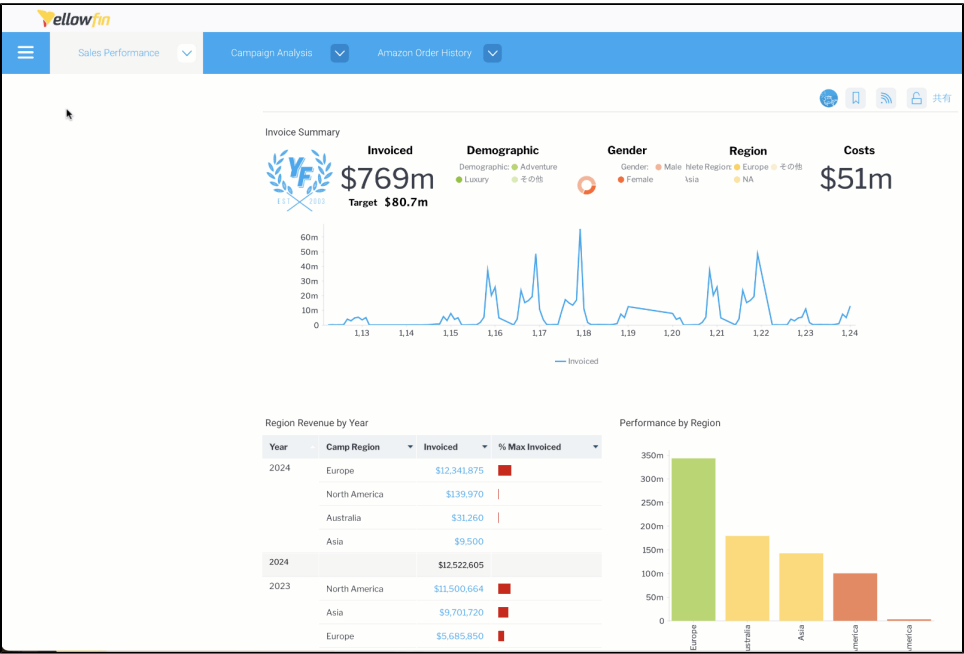 Yellowfin
Sales Performance
Campaign Analysis
Amazon Order History
共有
Invoice Summary
Invoiced
$769m
Target $80.7m
YF
EST 2003
Demographic
Demographic: Adventure
Luxury その他
Gender
Gender: Male
Female
Region
Region: Europe その他
NA
Costs
$51m
60m
50m
40m
30m
20m
10m
0
1,13 1,14 1,15 1,16 1,17 1,18 1,19 1,20 1,21 1,22 1,23 1,24
Invoiced
Region Revenue by Year
Year Camp Region Invoiced % Max Invoiced
2024 Europe $12,341,875
North America $139,970
Australia $31,260
Asia $9,500
2024 $12,522,605
2023 North America $11,500,664
Asia $9,701,720
Europe $5,685,850
Performance by Region
350m
300m
250m
200m
150m
100m
50m
0
Europe
ustralia
Asia
merica
merica